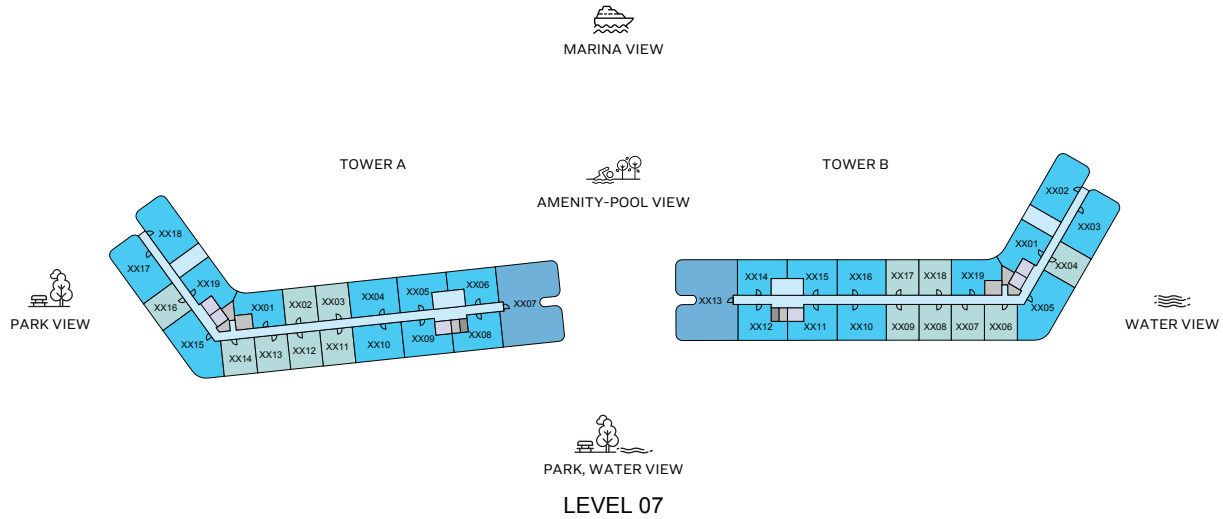 MARINA VIEW
TOWER A
TOWER B
AMENITY-POOL VIEW
XX18
XX17
XX19
XX16
XX15
XX01
XX02
XX03
XX04
XX05
XX06
XX07
XX14
XX13
XX12
XX11
XX10
XX09
XX08
XX02
XX03
XX01
XX04
XX05
XX14
XX15
XX16
XX17
XX18
XX19
XX13
XX12
XX11
XX10
XX09
XX08
XX07
XX06
PARK VIEW
WATER VIEW
PARK, WATER VIEW
LEVEL 07